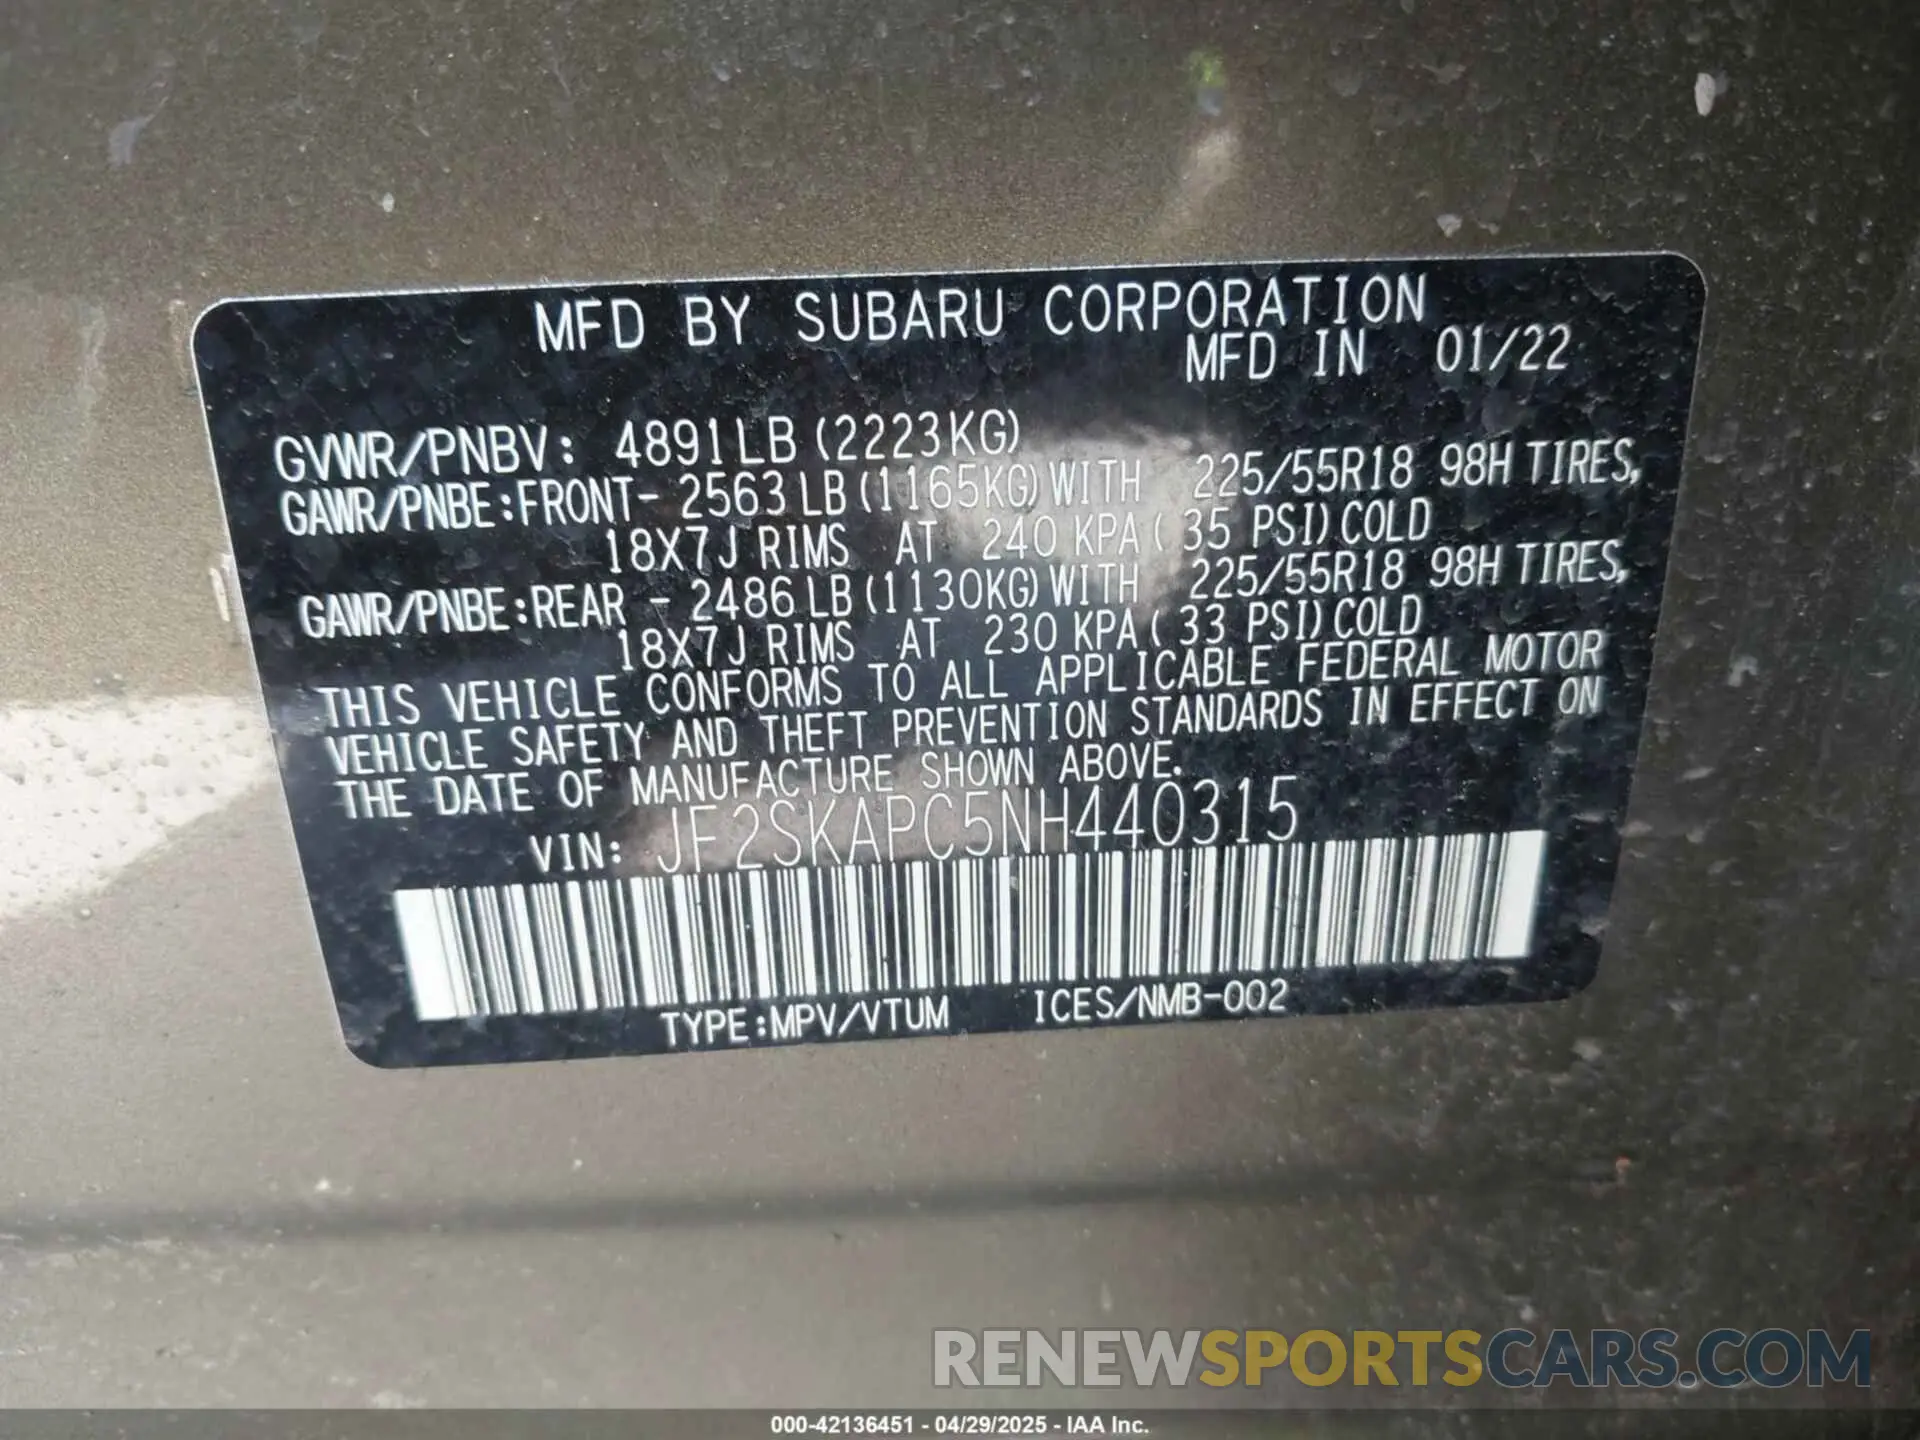 MFD BY SUBARU CORPORATION
MFD IN 01/22
GVWR/PNBV: 4891LB (2223KG)
GAWR/PNBE:FRONT- 2563LB(1165KG)WITH 225/55R18 98H TIRES,
18X7J RIMS AT 240 KPA( 35 PSI)COLD
GAWR/PNBE:REAR - 2486LB(1130KG)WITH 225/55R18 98H TIRES,
18X7J RIMS AT 230 KPA( 33 PSI)COLD
THIS VEHICLE CONFORMS TO ALL APPLICABLE FEDERAL MOTOR
VEHICLE SAFETY AND THEFT PREVENTION STANDARDS IN EFFECT ON
THE DATE OF MANUFACTURE SHOWN ABOVE.
VIN: JF2SKAPC5NH440315
TYPE:MPV/VTUM ICES/NMB-002
RENEWSPORTSCARS.COM
000-42136451 - 04/29/2025 - IAA Inc.